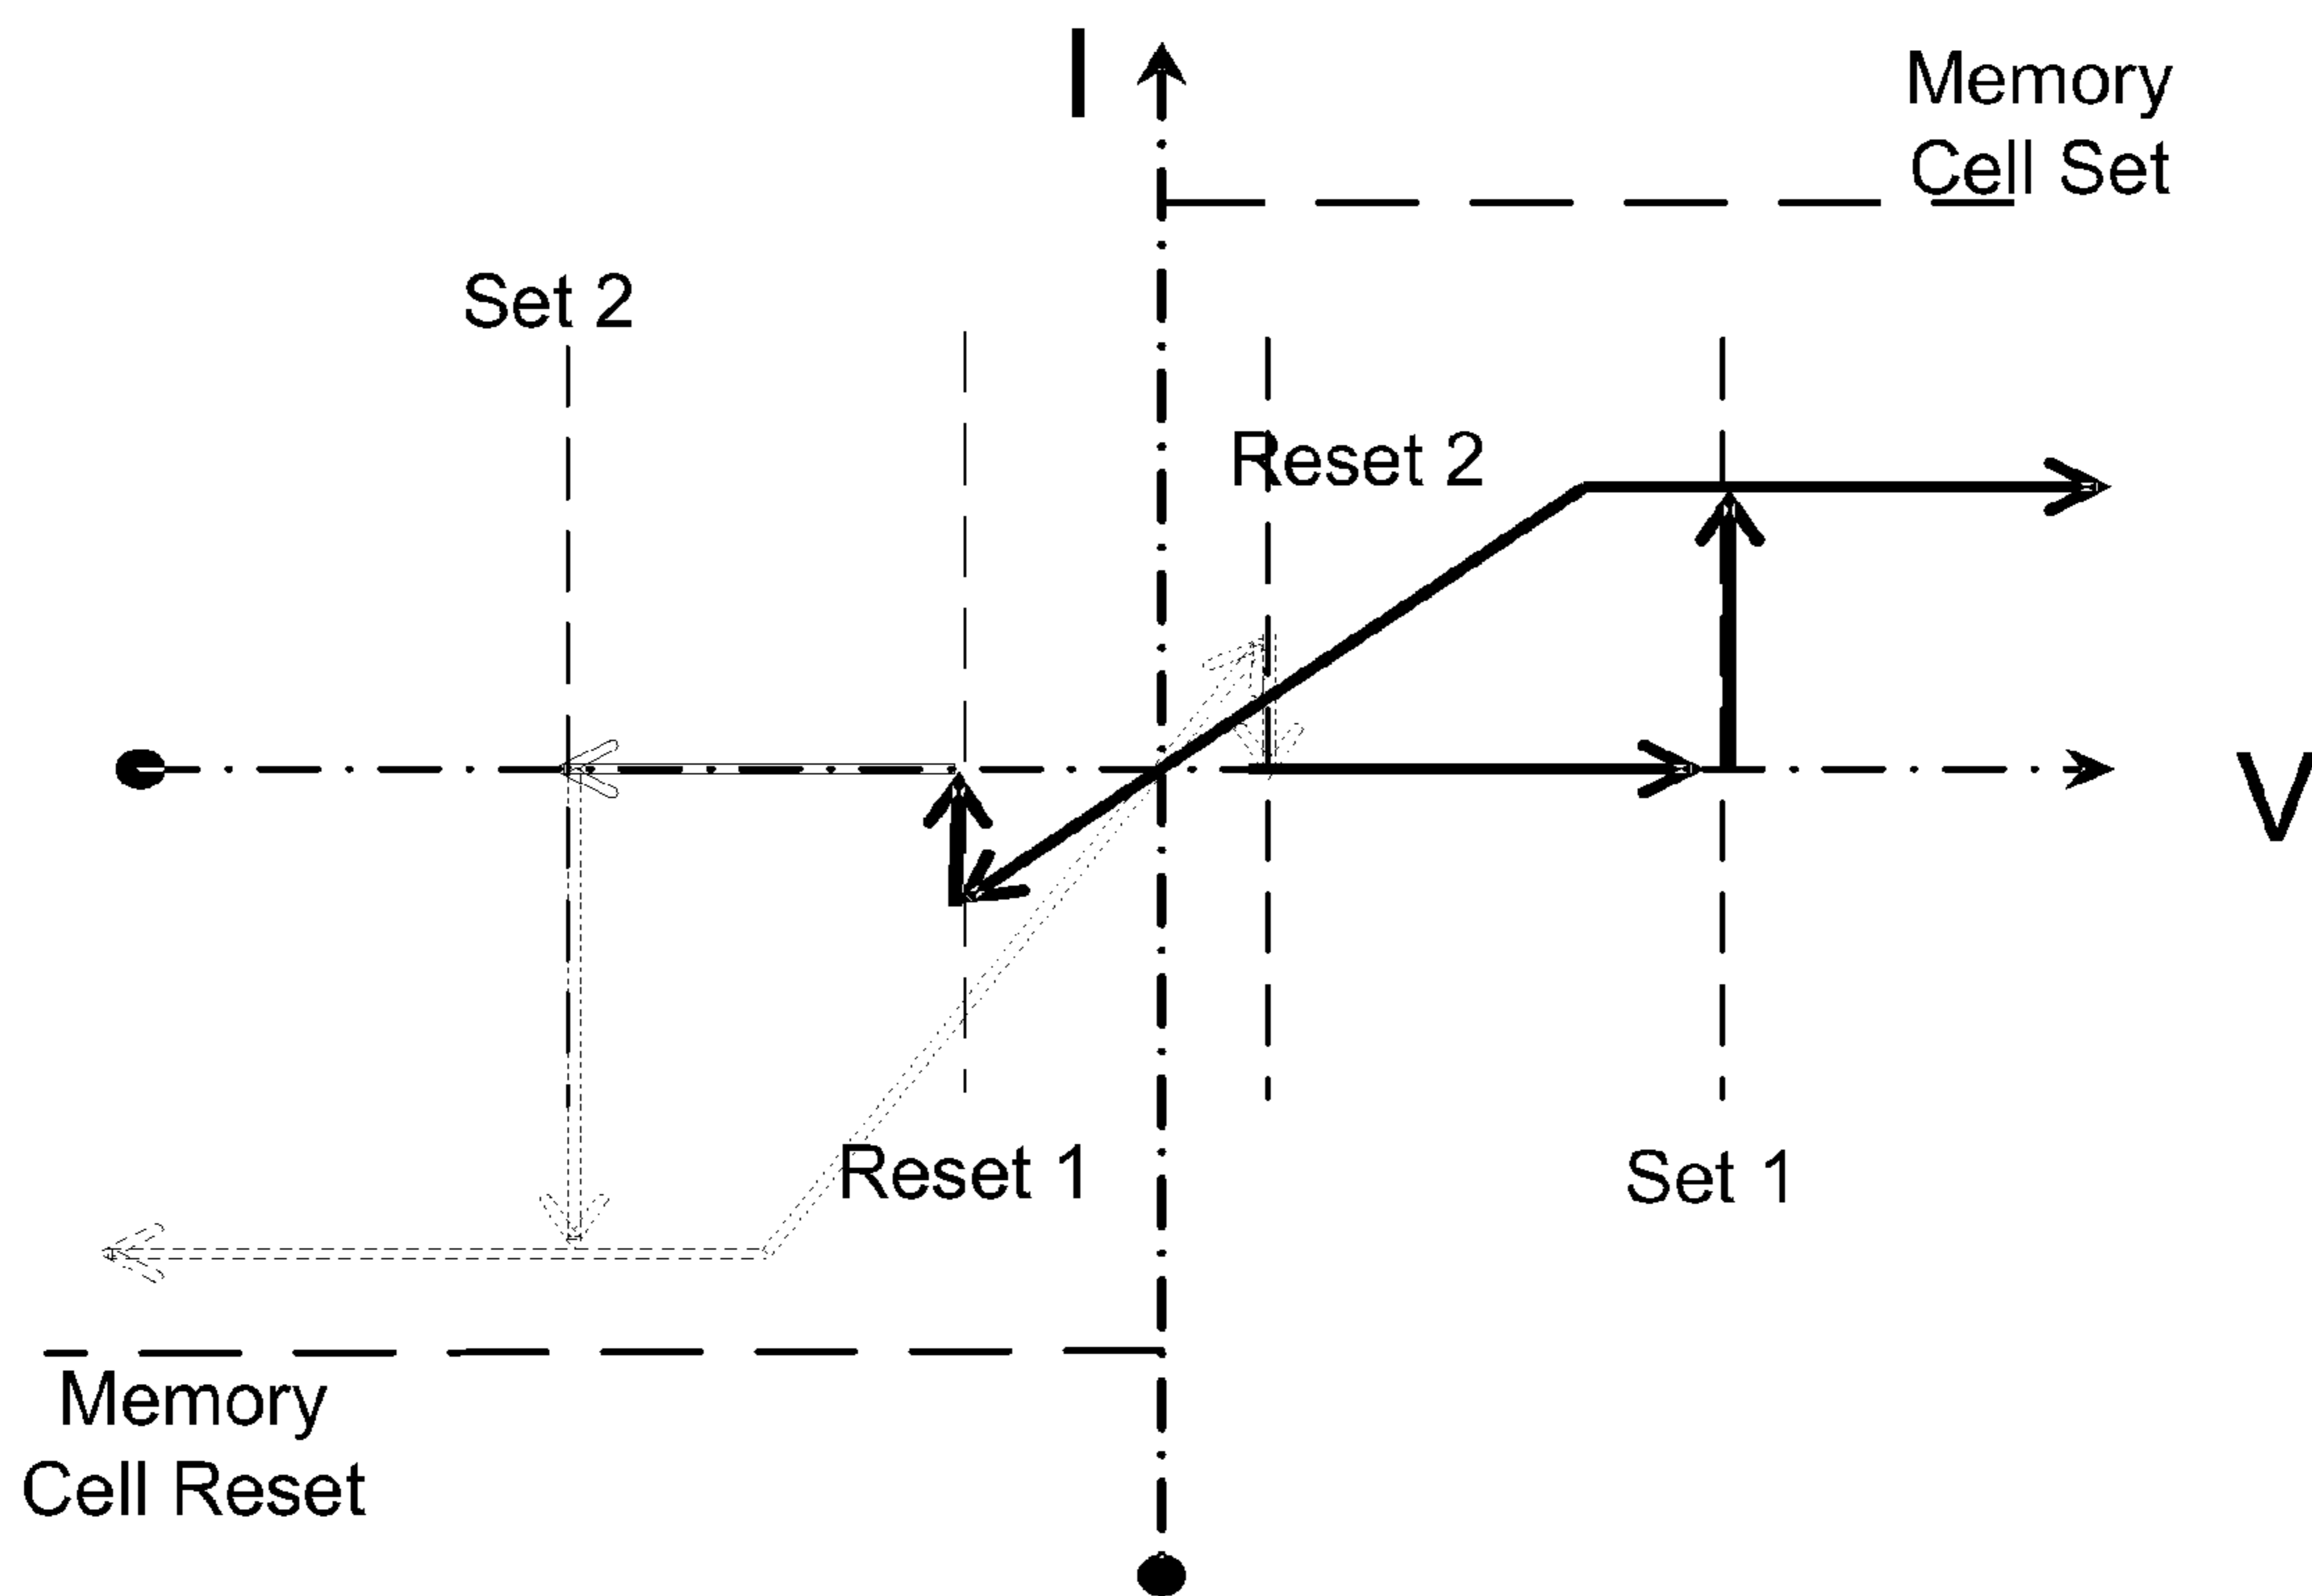 I
Memory
Cell Set
Set 2
Reset 2
V
Reset 1
Set 1
Memory
Cell Reset